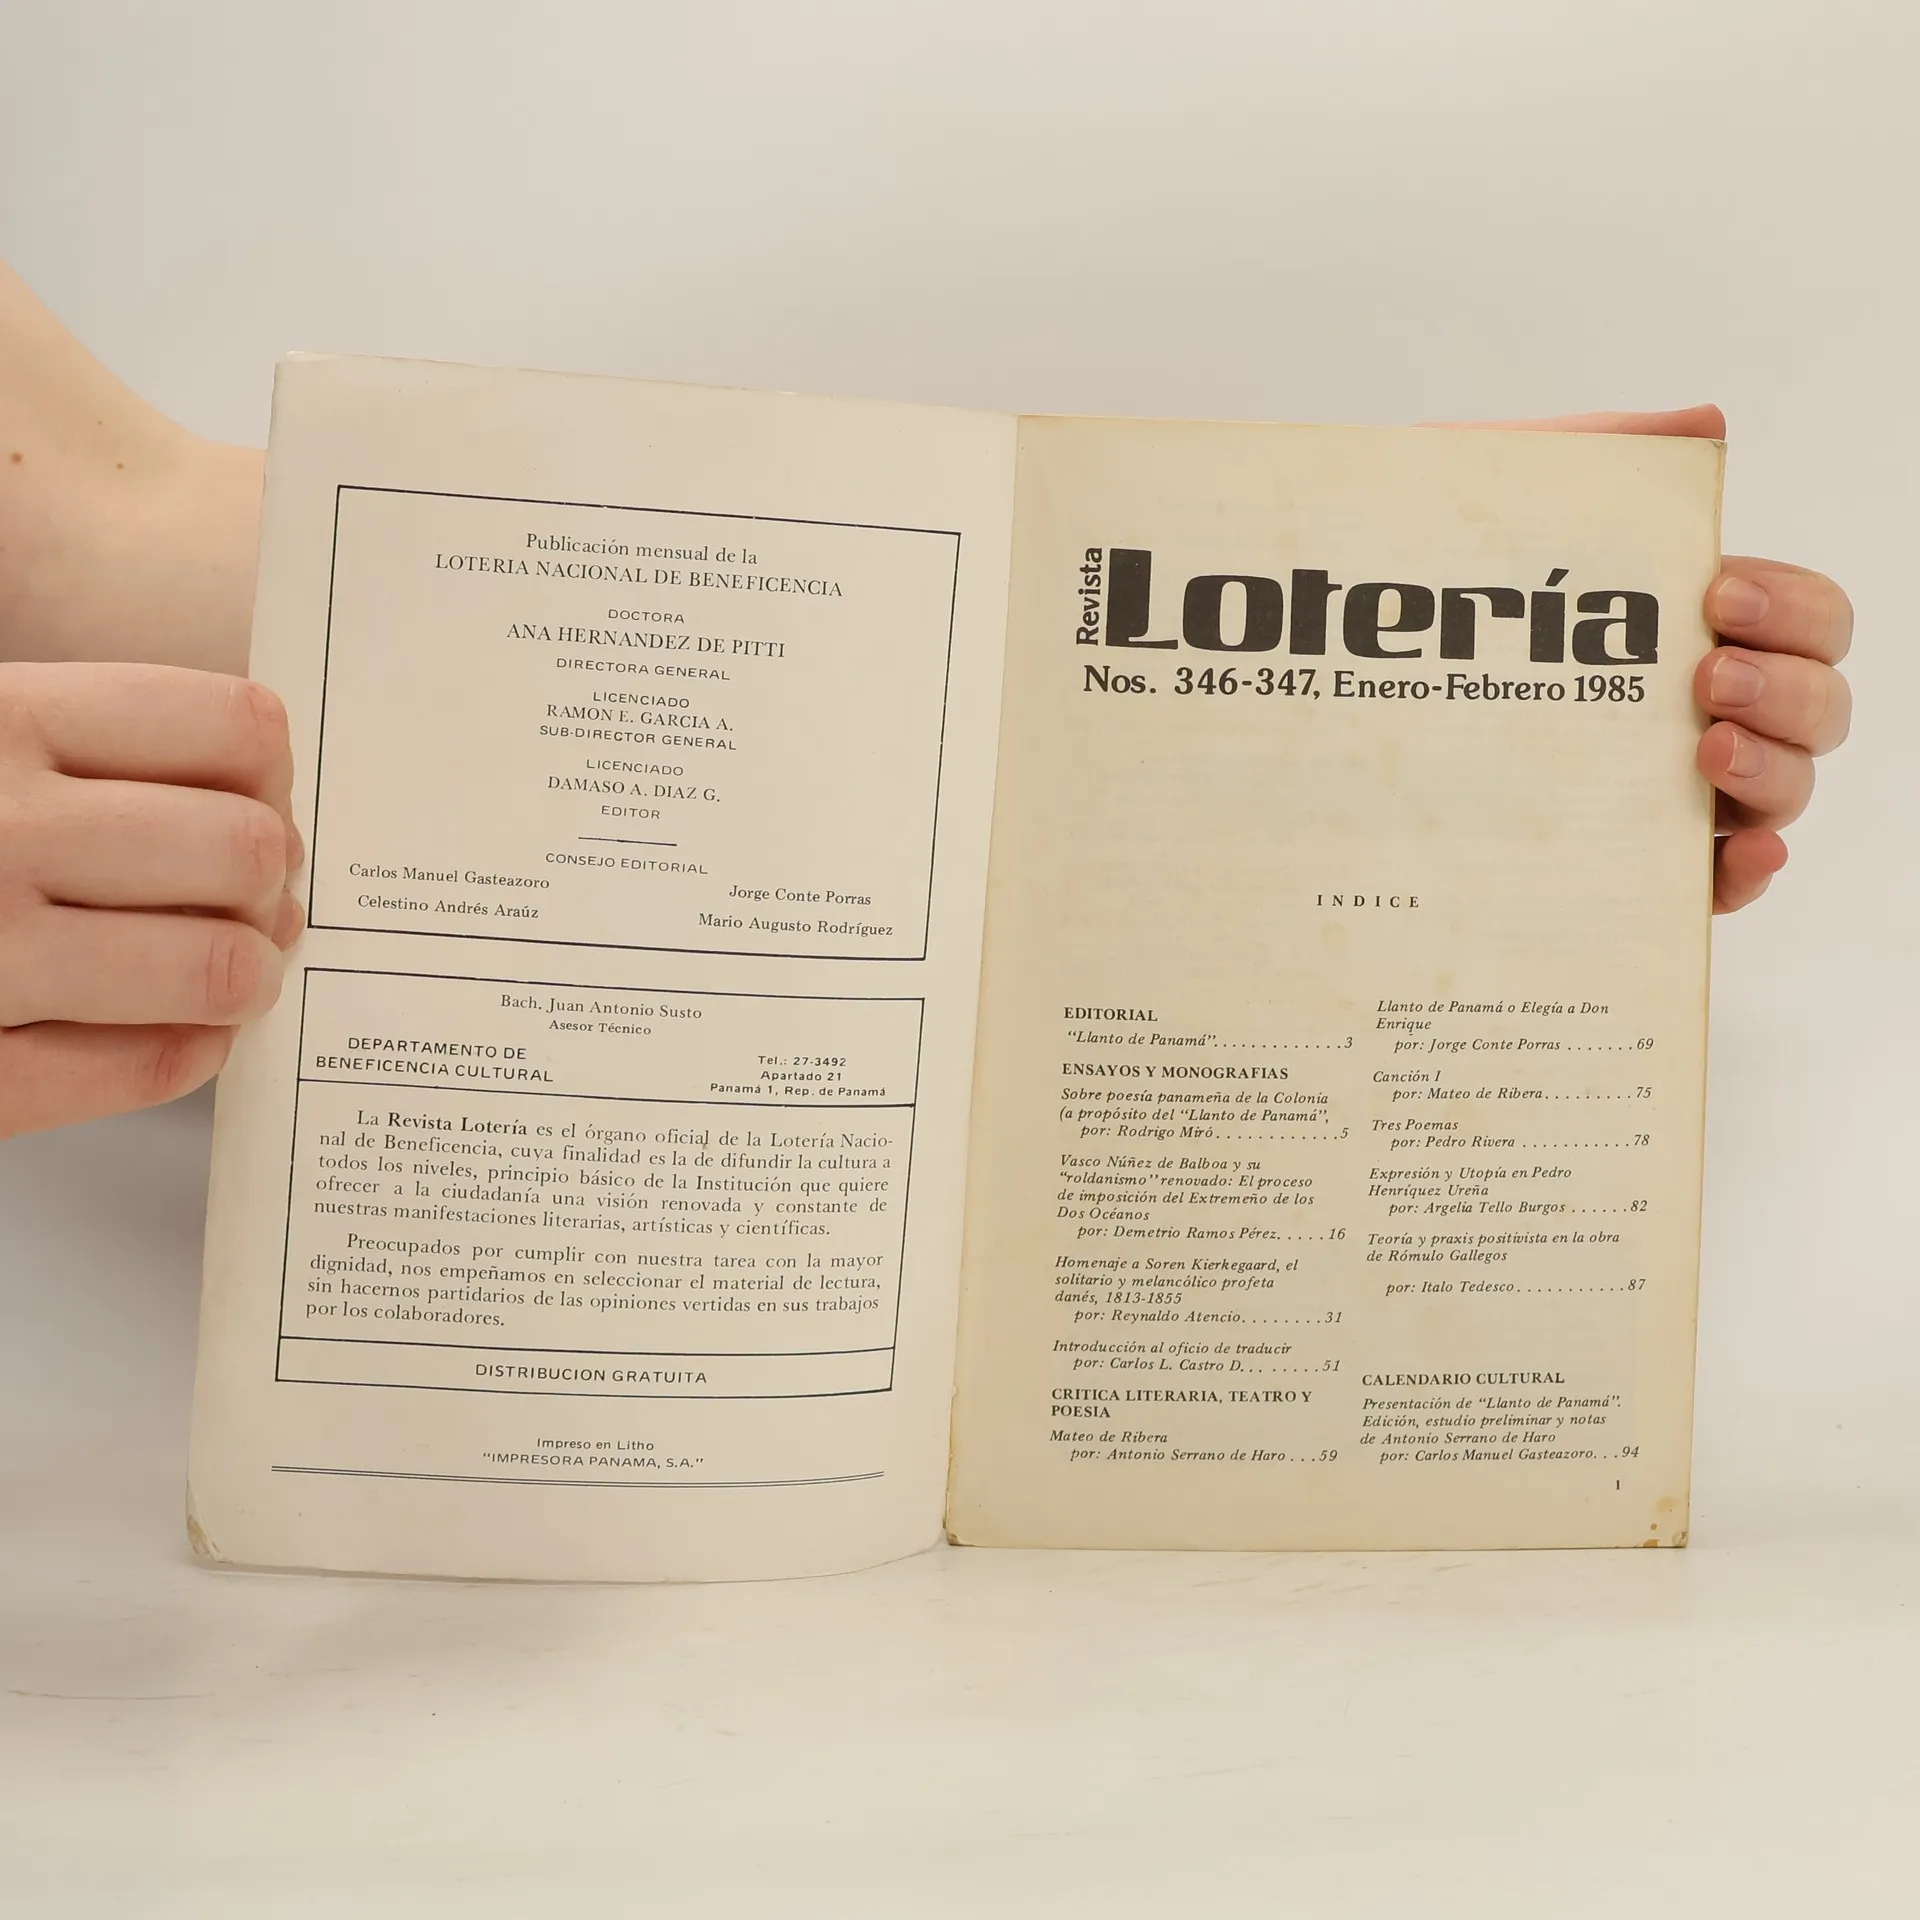 Publicación mensual de la
LOTERIA NACIONAL DE BENEFICENCIA
DOCTORA
ANA HERNANDEZ DE PITTI
DIRECTORA GENERAL
LICENCIADO
RAMON E. GARCIA A.
SUB-DIRECTOR GENERAL
LICENCIADO
DAMASO A. DIAZ G.
EDITOR
CONSEJO EDITORIAL
Carlos Manuel Gasteazoro
Jorge Conte Porras
Celestino Andrés Araúz
Mario Augusto Rodríguez
Bach. Juan Antonio Susto
Asesor Técnico
DEPARTAMENTO DE
BENEFICENCIA CULTURAL
Tel.: 27-3492
Apartado 21
Panamá 1, Rep. de Panamá
La Revista Lotería es el órgano oficial de la Lotería Nacio-
nal de Beneficencia, cuya finalidad es la de difundir la cultura a
todos los niveles, principio básico de la Institución que quiere
ofrecer a la ciudadanía una visión renovada y constante de
nuestras manifestaciones literarias, artísticas y científicas.
Preocupados por cumplir con nuestra tarea con la mayor
dignidad, nos empeñamos en seleccionar el material de lectura,
sin hacernos partidarios de las opiniones vertidas en sus trabajos
por los colaboradores.
DISTRIBUCION GRATUITA
Impreso en Litho
"IMPRESORA PANAMA, S.A."
Revista Lotería
Nos. 346-347, Enero-Febrero 1985
INDICE
EDITORIAL
"Llanto de Panamá".............3
ENSAYOS Y MONOGRAFIAS
Sobre poesía panameña de la Colonia
(a propósito del "Llanto de Panamá",
por: Rodrigo Miró............5
Vasco Núñez de Balboa y su
"roldanismo" renovado: El proceso
de imposición del Extremeño de los
Dos Océanos
por: Demetrio Ramos Pérez.....16
Homenaje a Soren Kierkegaard, el
solitario y melancólico profeta
danés, 1813-1855
por: Reynaldo Atencio........31
Introducción al oficio de traducir
por: Carlos L. Castro D........51
CRITICA LITERARIA, TEATRO Y
POESIA
Mateo de Ribera
por: Antonio Serrano de Haro...59
Llanto de Panamá o Elegía a Don
Enrique
por: Jorge Conte Porras.......69
Canción I
por: Mateo de Ribera.........75
Tres Poemas
por: Pedro Rivera...........78
Expresión y Utopía en Pedro
Henríquez Ureña
por: Argelia Tello Burgos......82
Teoría y praxis positivista en la obra
de Rómulo Gallegos
por: Italo Tedesco...........87
CALENDARIO CULTURAL
Presentación de "Llanto de Panamá".
Edición, estudio preliminar y notas
de Antonio Serrano de Haro
por: Carlos Manuel Gasteazoro...94
1